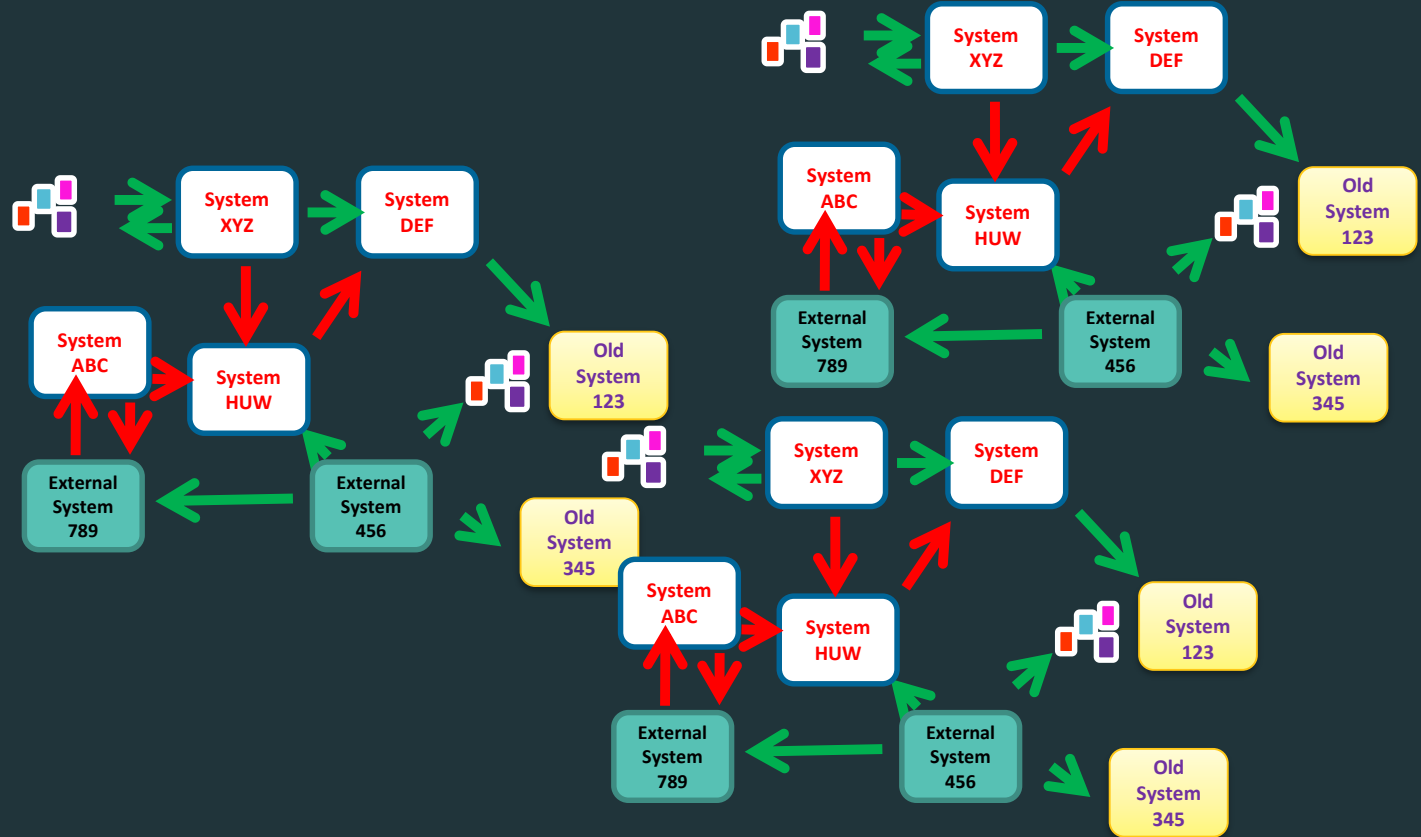 System
XYZ
System
DEF
System
ABC
System
HUW
Old
System
123
External
System
789
External
System
456
Old
System
345
System
XYZ
System
DEF
System
ABC
System
HUW
Old
System
123
External
System
789
External
System
456
Old
System
345
System
XYZ
System
DEF
System
ABC
System
HUW
Old
System
123
External
System
789
External
System
456
Old
System
345